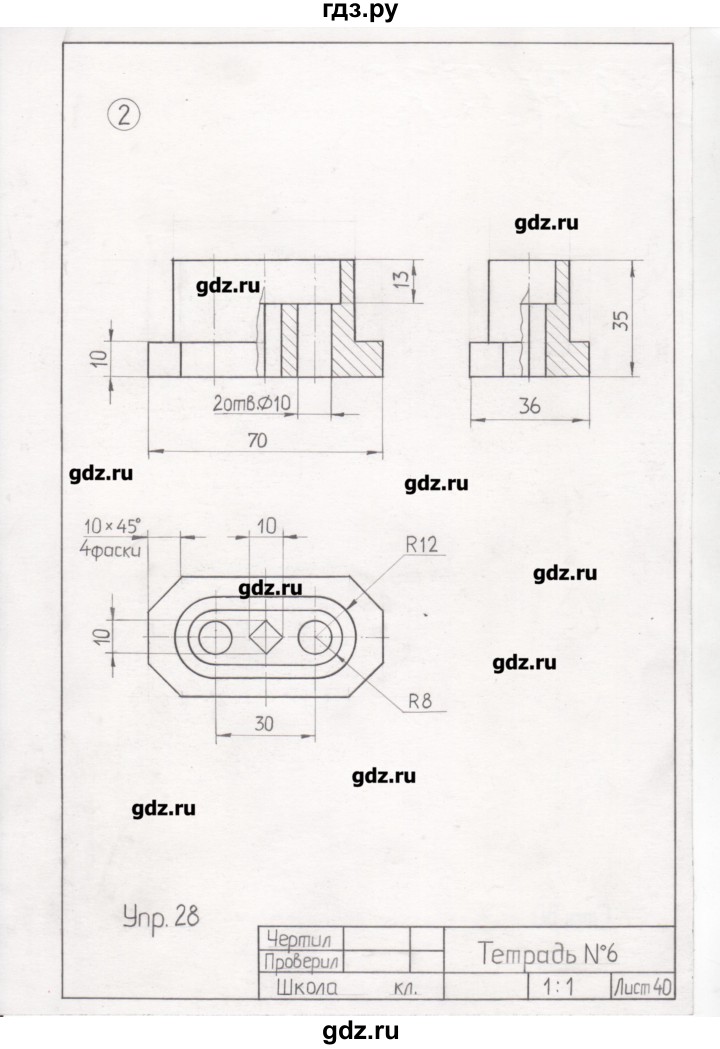 гдз.ру
2
gdz.ru
gdz.ru
13
35
10
2отв.Ø10
36
70
gdz.ru
gdz.ru
10×45°
4фаски
10
R12
gdz.ru
gdz.ru
10
gdz.ru
R8
30
gdz.ru
gdz.ru
Упр. 28
Чертил
Проверил
Тетрадь №6
Школа кл.
1:1
Лист 40
gdz.ru